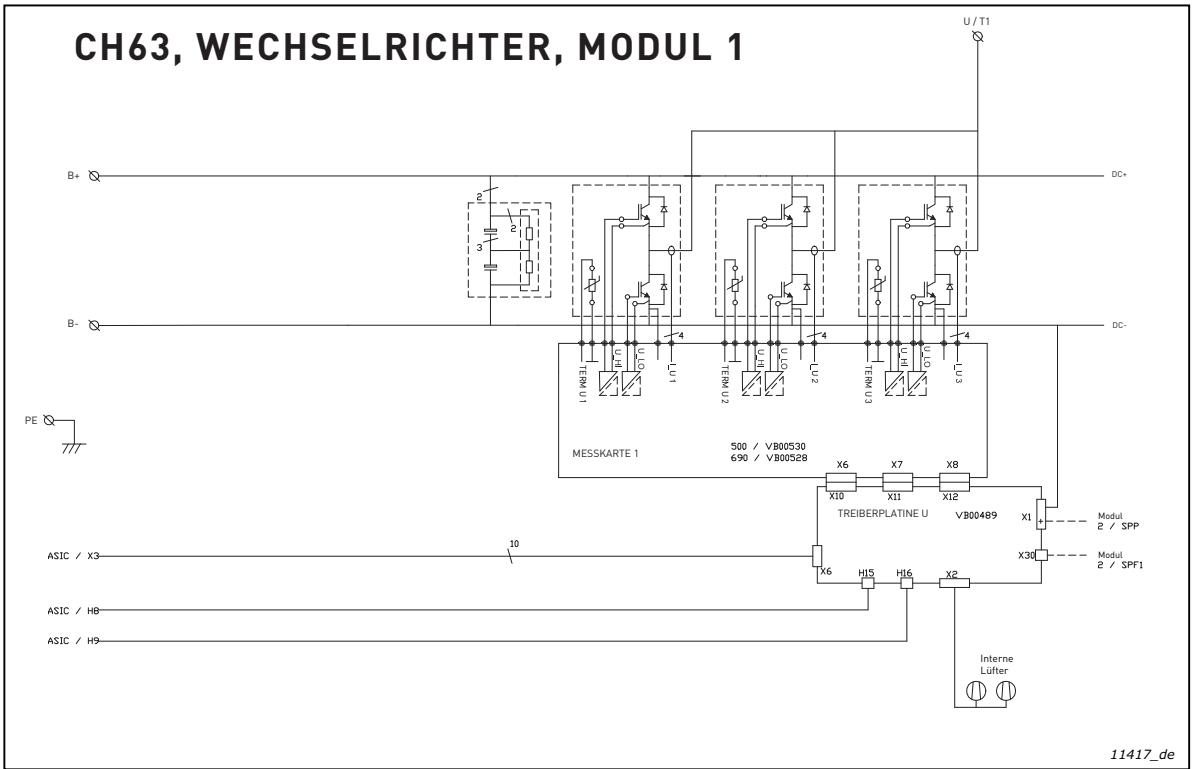 CH63, WECHSELRICHTER, MODUL 1
U / T1
B+
DC+
2
2
3
B-
DC-
4
4
4
TERM U 1
U_HI
U_LO
I_U 1
TERM U 2
U_HI
U_LO
I_U 2
TERM U 3
U_HI
U_LO
I_U 3
PE
MESSKARTE 1
500 / VB00530
690 / VB00528
X6
X7
X8
X10
X11
X12
TREIBERPLATINE U
VB00489
X1
+
Modul
2 / SPP
ASIC / X3
10
X6
H15
H16
X2
X30
Modul
2 / SPF1
ASIC / H8
ASIC / H9
Interne
Lüfter
11417_de